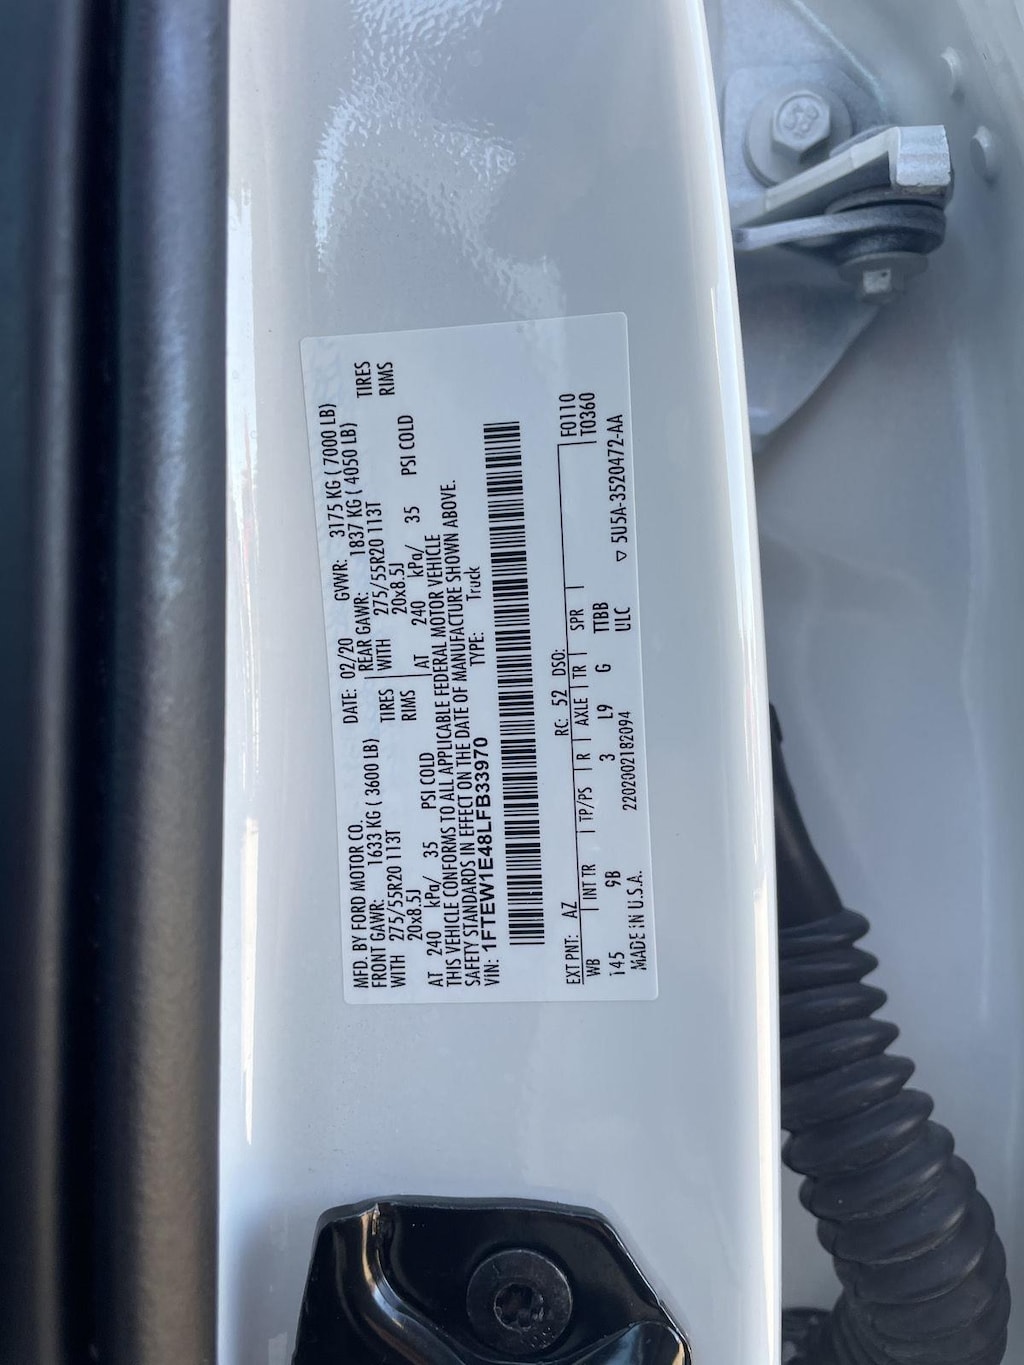 MFD. BY FORD MOTOR CO. DATE: 02/20 GVWR: 3175 KG ( 7000 LB)
FRONT GAWR: 1633 KG ( 3600 LB) REAR GAWR: 1837 KG ( 4050 LB)
WITH 275/55R20 113T TIRES WITH 275/55R20 113T TIRES
20x8.5J RIMS 20x8.5J RIMS
AT 240 kPa/ 35 PSI COLD AT 240 kPa/ 35 PSI COLD
THIS VEHICLE CONFORMS TO ALL APPLICABLE FEDERAL MOTOR VEHICLE
SAFETY STANDARDS IN EFFECT ON THE DATE OF MANUFACTURE SHOWN ABOVE.
VIN: 1FTEW1E48LFB33970 TYPE: Truck
EXT PNT: AZ RC: 52 DSO: F0110
WB INT TR TP/PS R AXLE TR SPR T0360
145 9B 3 L9 G TTBB
MADE IN U.S.A. 2202002182094 ULC ▽ 5U5A-3520472-AA